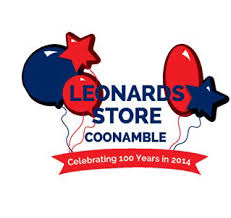 LEONARDS
STORE
COONAMBLE
Celebrating 100 Years in 2014